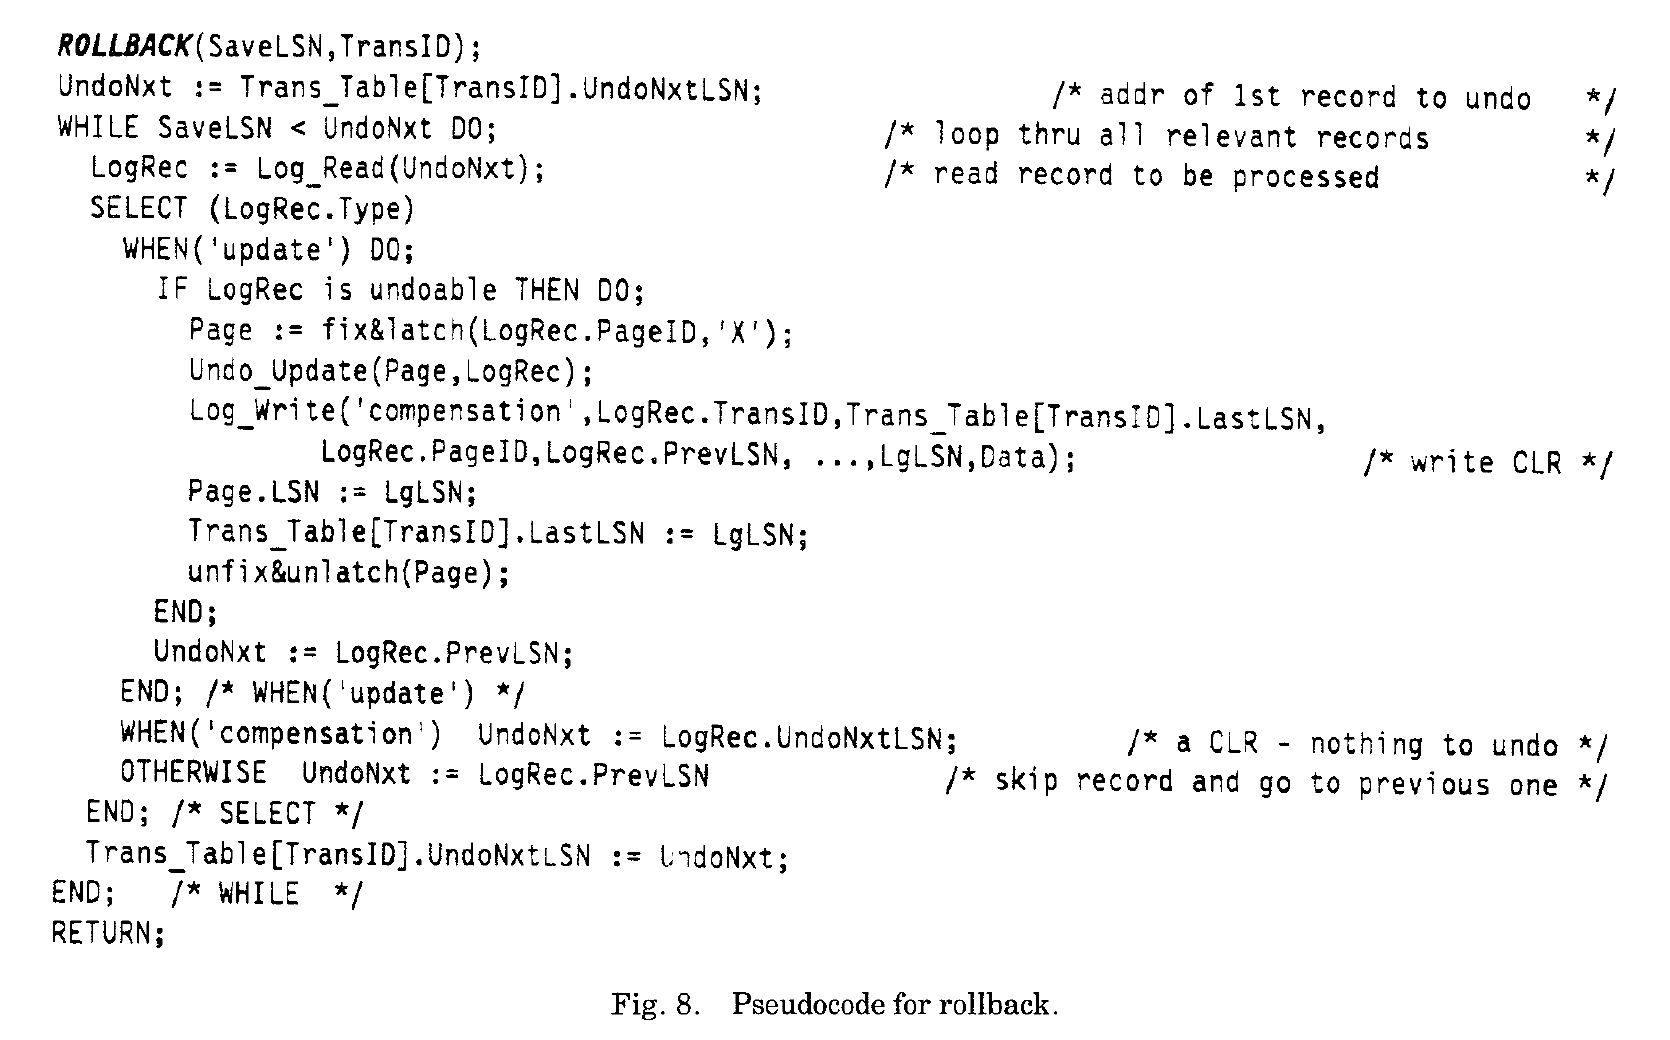 ROLLBACK(SaveLSN,TransID);
UndoNxt := Trans_Table[TransID].UndoNxtLSN; /* addr of 1st record to undo */
WHILE SaveLSN < UndoNxt DO; /* loop thru all relevant records */
LogRec := Log_Read(UndoNxt); /* read record to be processed */
SELECT (LogRec.Type)
WHEN('update') DO;
IF LogRec is undoable THEN DO;
Page := fix&latch(LogRec.PageID,'X');
Undo_Update(Page,LogRec);
Log_Write('compensation',LogRec.TransID,Trans_Table[TransID].LastLSN,
LogRec.PageID,LogRec.PrevLSN, ...,LgLSN,Data); /* write CLR */
Page.LSN := LgLSN;
Trans_Table[TransID].LastLSN := LgLSN;
unfix&unlatch(Page);
END;
UndoNxt := LogRec.PrevLSN;
END; /* WHEN('update') */
WHEN('compensation') UndoNxt := LogRec.UndoNxtLSN; /* a CLR - nothing to undo */
OTHERWISE UndoNxt := LogRec.PrevLSN /* skip record and go to previous one */
END; /* SELECT */
Trans_Table[TransID].UndoNxtLSN := UndoNxt;
END; /* WHILE */
RETURN;
Fig. 8. Pseudocode for rollback.